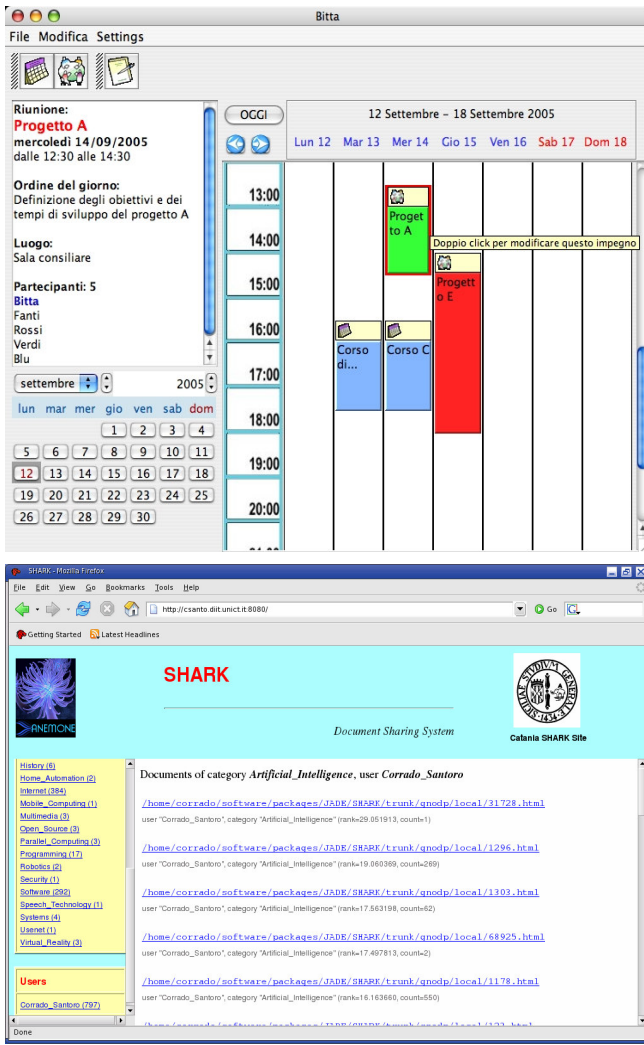 Bitta
File Modifica Settings
Riunione:
Progetto A
mercoledì 14/09/2005
dalle 12:30 alle 14:30
Ordine del giorno:
Definizione degli obiettivi e dei
tempi di sviluppo del progetto A
Luogo:
Sala consiliare
Partecipanti: 5
Bitta
Fanti
Rossi
Verdi
Blu
settembre 2005
lun mar mer gio ven sab dom
1 2 3 4
5 6 7 8 9 10 11
12 13 14 15 16 17 18
19 20 21 22 23 24 25
26 27 28 29 30
OGGI
12 Settembre – 18 Settembre 2005
Lun 12 Mar 13 Mer 14 Gio 15 Ven 16 Sab 17 Dom 18
13:00
14:00
15:00
16:00
17:00
18:00
19:00
20:00
Proget
to A
Doppio click per modificare questo impegno
Progett
o E
Corso
di...
Corso C
SHARK - Mozilla Firefox
File Edit View Go Bookmarks Tools Help
http://csanto.diit.unict.it:8080/
Go
Getting Started Latest Headlines
ANEMONE
SHARK
Document Sharing System
Catania SHARK Site
History (6)
Home_Automation (2)
Internet (384)
Mobile_Computing (1)
Multimedia (3)
Open_Source (3)
Parallel_Computing (3)
Programming (17)
Robotics (2)
Security (1)
Software (292)
Speech_Technology (1)
Systems (4)
Usenet (1)
Virtual_Reality (3)
Users
Corrado_Santoro (797)
Documents of category Artificial_Intelligence, user Corrado_Santoro
/home/corrado/software/packages/JADE/SHARK/trunk/qnodp/local/31728.html
user "Corrado_Santoro", category "Artificial_Intelligence" (rank=29.051913, count=1)
/home/corrado/software/packages/JADE/SHARK/trunk/qnodp/local/1296.html
user "Corrado_Santoro", category "Artificial_Intelligence" (rank=19.060369, count=269)
/home/corrado/software/packages/JADE/SHARK/trunk/qnodp/local/1303.html
user "Corrado_Santoro", category "Artificial_Intelligence" (rank=17.563198, count=62)
/home/corrado/software/packages/JADE/SHARK/trunk/qnodp/local/68925.html
user "Corrado_Santoro", category "Artificial_Intelligence" (rank=17.497813, count=2)
/home/corrado/software/packages/JADE/SHARK/trunk/qnodp/local/1178.html
user "Corrado_Santoro", category "Artificial_Intelligence" (rank=16.163660, count=550)
Done